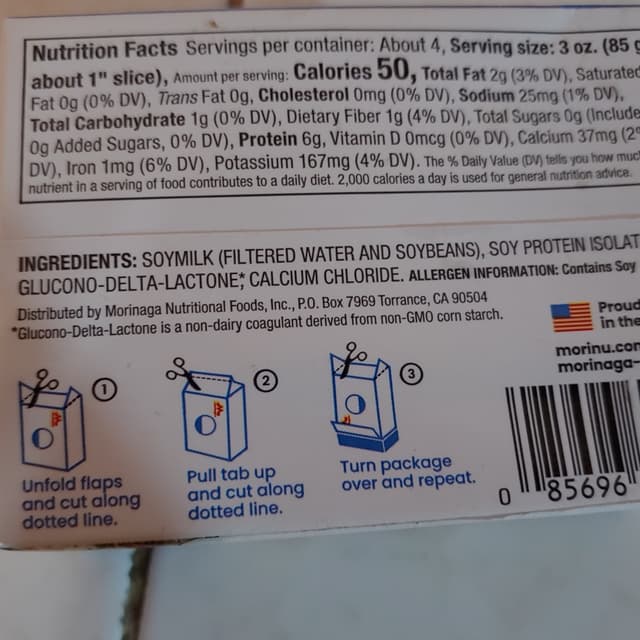 Nutrition Facts Servings per container: About 4, Serving size: 3 oz. (85 g
about 1" slice), Amount per serving: Calories 50, Total Fat 2g (3% DV), Saturated
Fat 0g (0% DV), Trans Fat 0g, Cholesterol 0mg (0% DV), Sodium 25mg (1% DV),
Total Carbohydrate 1g (0% DV), Dietary Fiber 1g (4% DV), Total Sugars 0g (Include
0g Added Sugars, 0% DV), Protein 6g, Vitamin D 0mcg (0% DV), Calcium 37mg (2%
DV), Iron 1mg (6% DV), Potassium 167mg (4% DV). The % Daily Value (DV) tells you how muc
nutrient in a serving of food contributes to a daily diet. 2,000 calories a day is used for general nutrition advice.
INGREDIENTS: SOYMILK (FILTERED WATER AND SOYBEANS), SOY PROTEIN ISOLAT
GLUCONO-DELTA-LACTONE,* CALCIUM CHLORIDE. ALLERGEN INFORMATION: Contains Soy
Distributed by Morinaga Nutritional Foods, Inc., P.O. Box 7969 Torrance, CA 90504
*Glucono-Delta-Lactone is a non-dairy coagulant derived from non-GMO corn starch.
Proud
in the
morinu.com
morinaga-
1
Unfold flaps
and cut along
dotted line.
2
Pull tab up
and cut along
dotted line.
3
Turn package
over and repeat.
0 85696